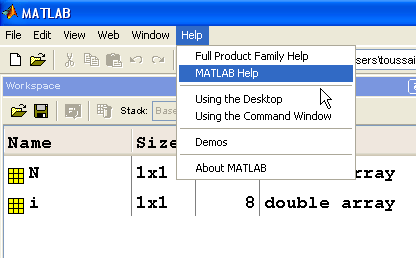 MATLAB
File Edit View Web Window Help
Full Product Family Help
MATLAB Help
Using the Desktop
Using the Command Window
Demos
About MATLAB
sers\toussai
Workspace
Stack: Base
Name Size
N 1x1 array
i 1x1 8 double array